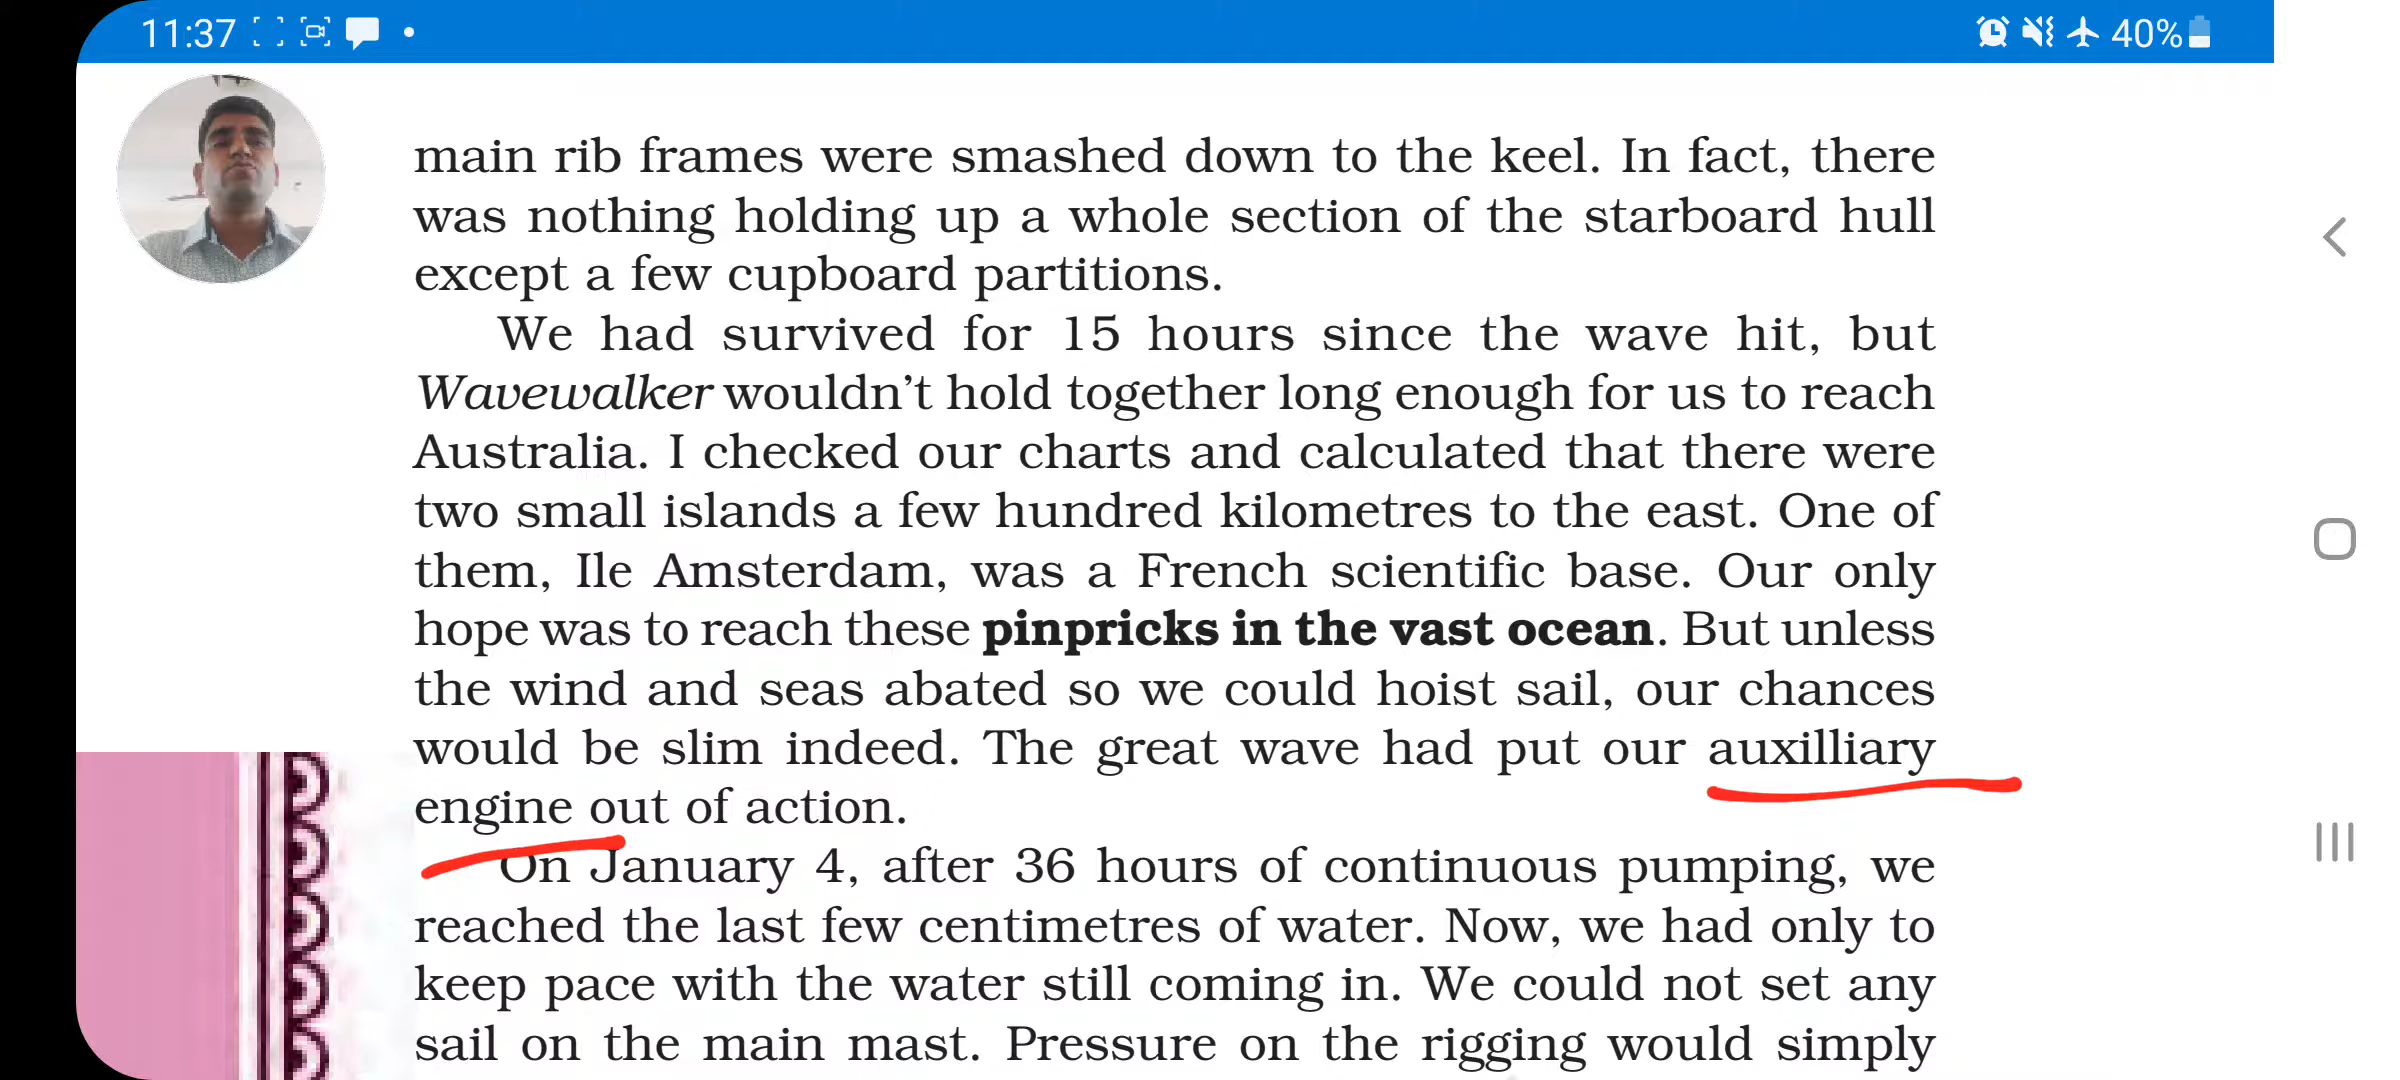 11:37 40%
main rib frames were smashed down to the keel. In fact, there
was nothing holding up a whole section of the starboard hull
except a few cupboard partitions.
We had survived for 15 hours since the wave hit, but
Wavewalker wouldn't hold together long enough for us to reach
Australia. I checked our charts and calculated that there were
two small islands a few hundred kilometres to the east. One of
them, Ile Amsterdam, was a French scientific base. Our only
hope was to reach these pinpricks in the vast ocean. But unless
the wind and seas abated so we could hoist sail, our chances
would be slim indeed. The great wave had put our auxilliary
engine out of action.
On January 4, after 36 hours of continuous pumping, we
reached the last few centimetres of water. Now, we had only to
keep pace with the water still coming in. We could not set any
sail on the main mast. Pressure on the rigging would simply